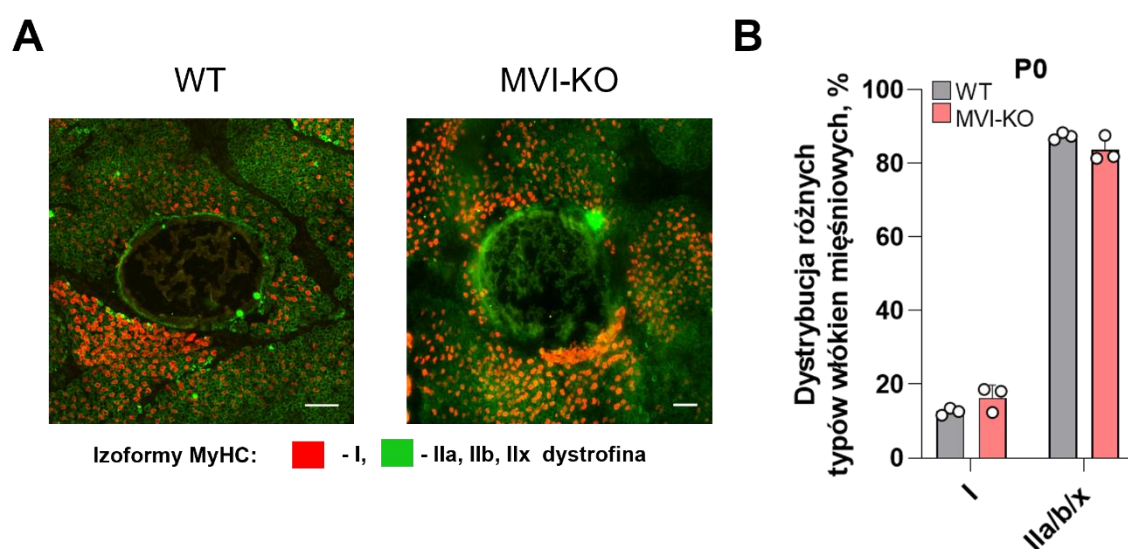 A
WT
MVI-KO
Izoformy MyHC: - I, - IIa, IIb, IIx dystrofina
B
P0
WT
MVI-KO
Dystrybucja różnych
typów włókien mięśniowych, %
100
80
60
40
20
0
I
IIa/b/x